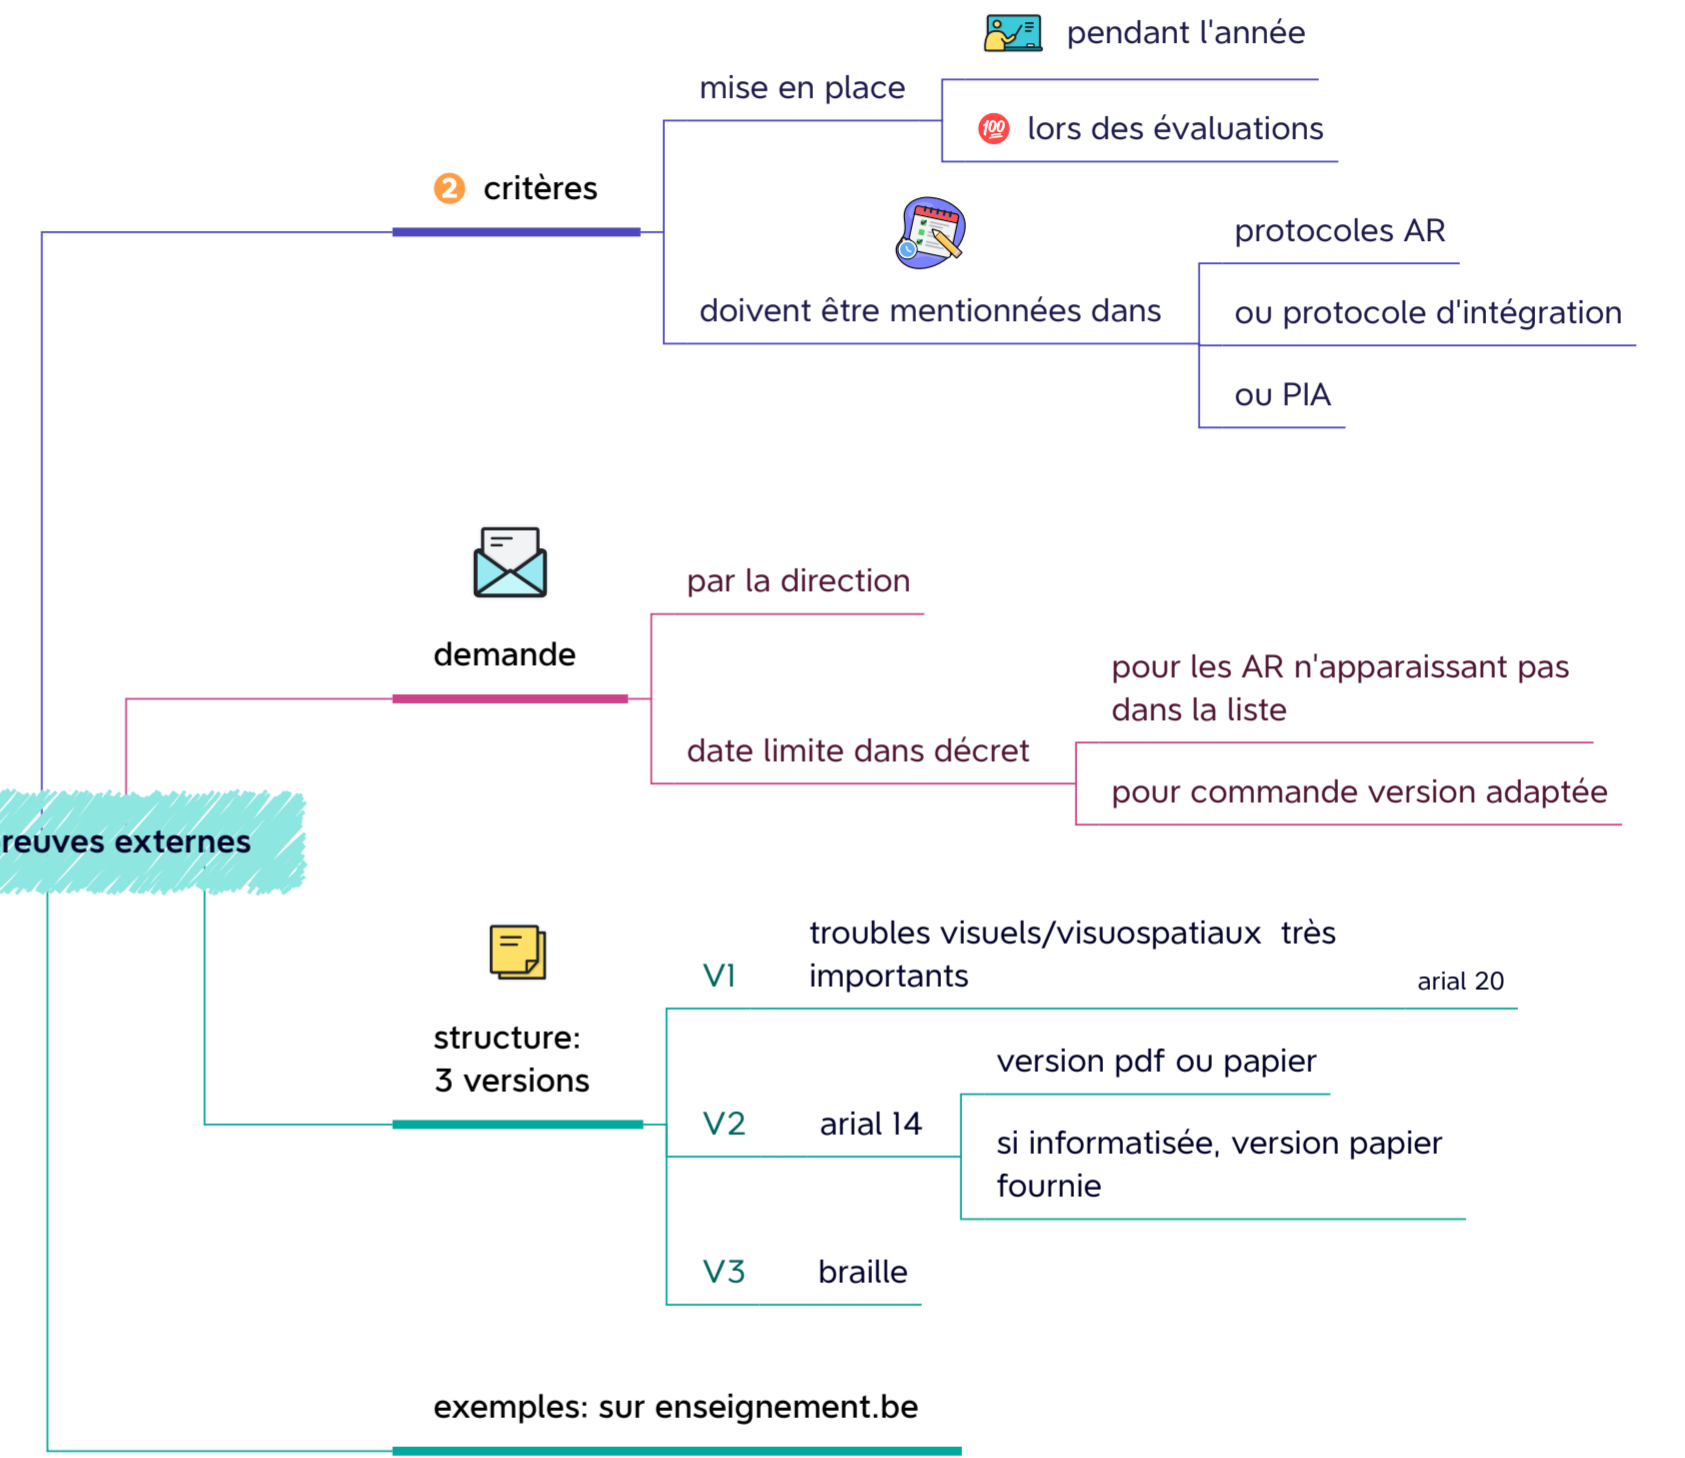 pendant l'année
mise en place
100 lors des évaluations
2 critères
protocoles AR
doivent être mentionnées dans
ou protocole d'intégration
ou PIA
par la direction
demande
pour les AR n'apparaissant pas
dans la liste
date limite dans décret
pour commande version adaptée
reuves externes
troubles visuels/visuospatiaux très
V1 importants
arial 20
structure:
3 versions
version pdf ou papier
V2 arial 14
si informatisée, version papier
fournie
V3 braille
exemples: sur enseignement.be